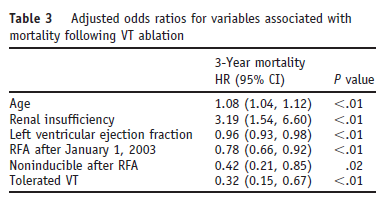 Table 3 Adjusted odds ratios for variables associated with
mortality following VT ablation
3-Year mortality
HR (95% CI) P value
Age 1.08 (1.04, 1.12) <.01
Renal insufficiency 3.19 (1.54, 6.60) <.01
Left ventricular ejection fraction 0.96 (0.93, 0.98) <.01
RFA after January 1, 2003 0.78 (0.66, 0.92) <.01
Noninducible after RFA 0.42 (0.21, 0.85) .02
Tolerated VT 0.32 (0.15, 0.67) <.01